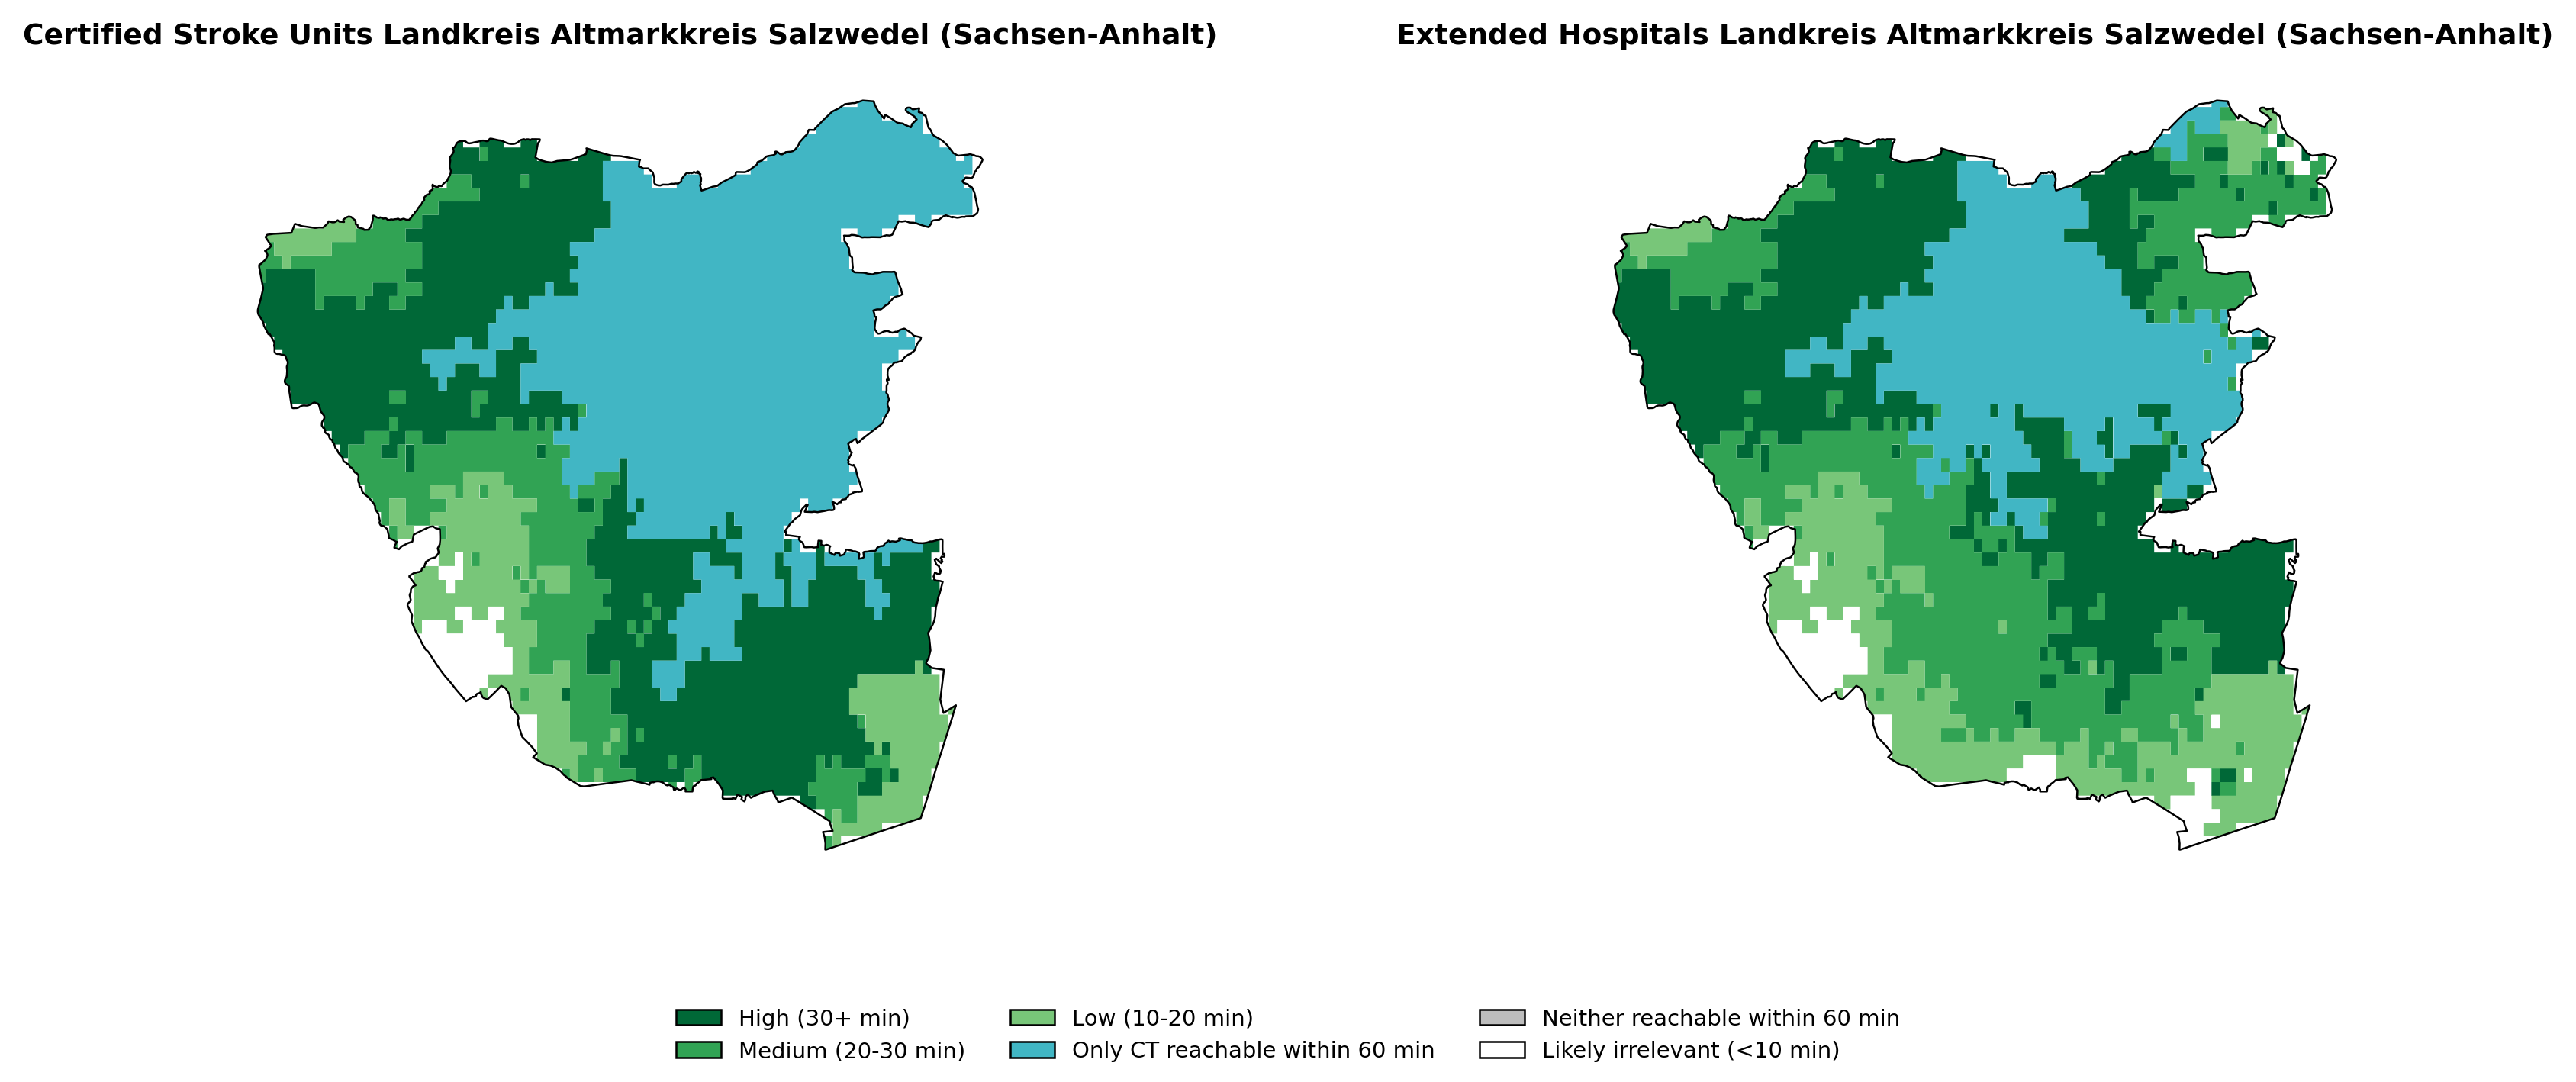 Certified Stroke Units Landkreis Altmarkkreis Salzwedel (Sachsen-Anhalt)
Extended Hospitals Landkreis Altmarkkreis Salzwedel (Sachsen-Anhalt)
High (30+ min)
Medium (20-30 min)
Low (10-20 min)
Only CT reachable within 60 min
Neither reachable within 60 min
Likely irrelevant (<10 min)